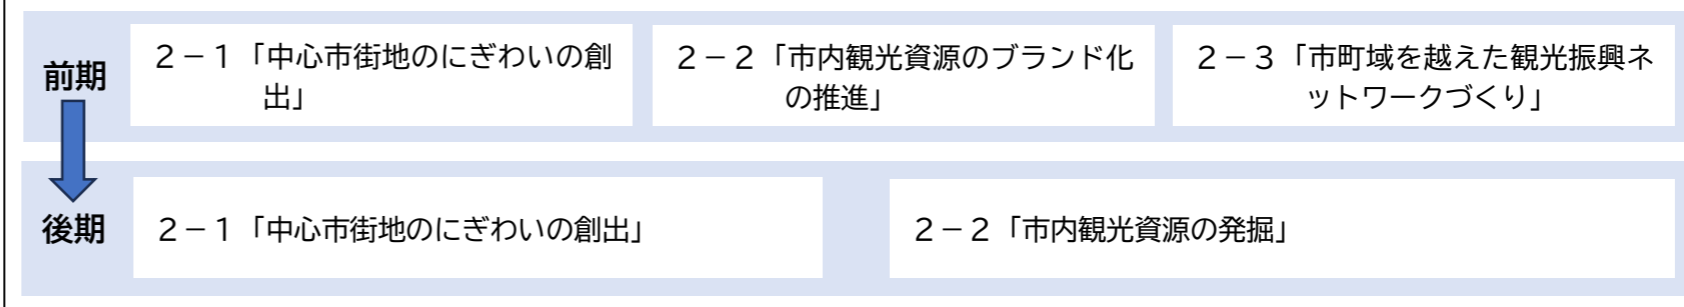 前期
２－１「中心市街地のにぎわいの創
出」
２－２「市内観光資源のブランド化
の推進」
２－３「市町域を越えた観光振興ネ
ットワークづくり」
後期
２－１「中心市街地のにぎわいの創出」
２－２「市内観光資源の発掘」